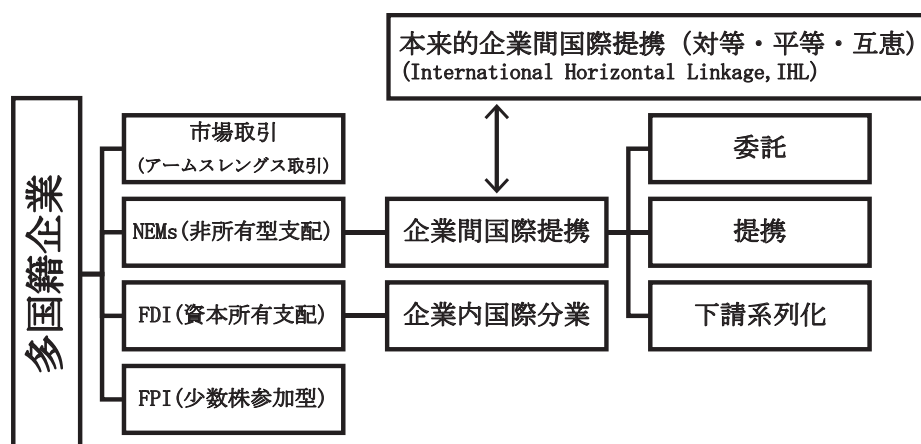 本来的企業間国際提携（対等・平等・互恵）
(International Horizontal Linkage,IHL)
多国籍企業
市場取引
(アームスレングス取引)
委託
NEMs(非所有型支配)
企業間国際提携
提携
FDI(資本所有支配)
企業内国際分業
下請系列化
FPI(少数株参加型)